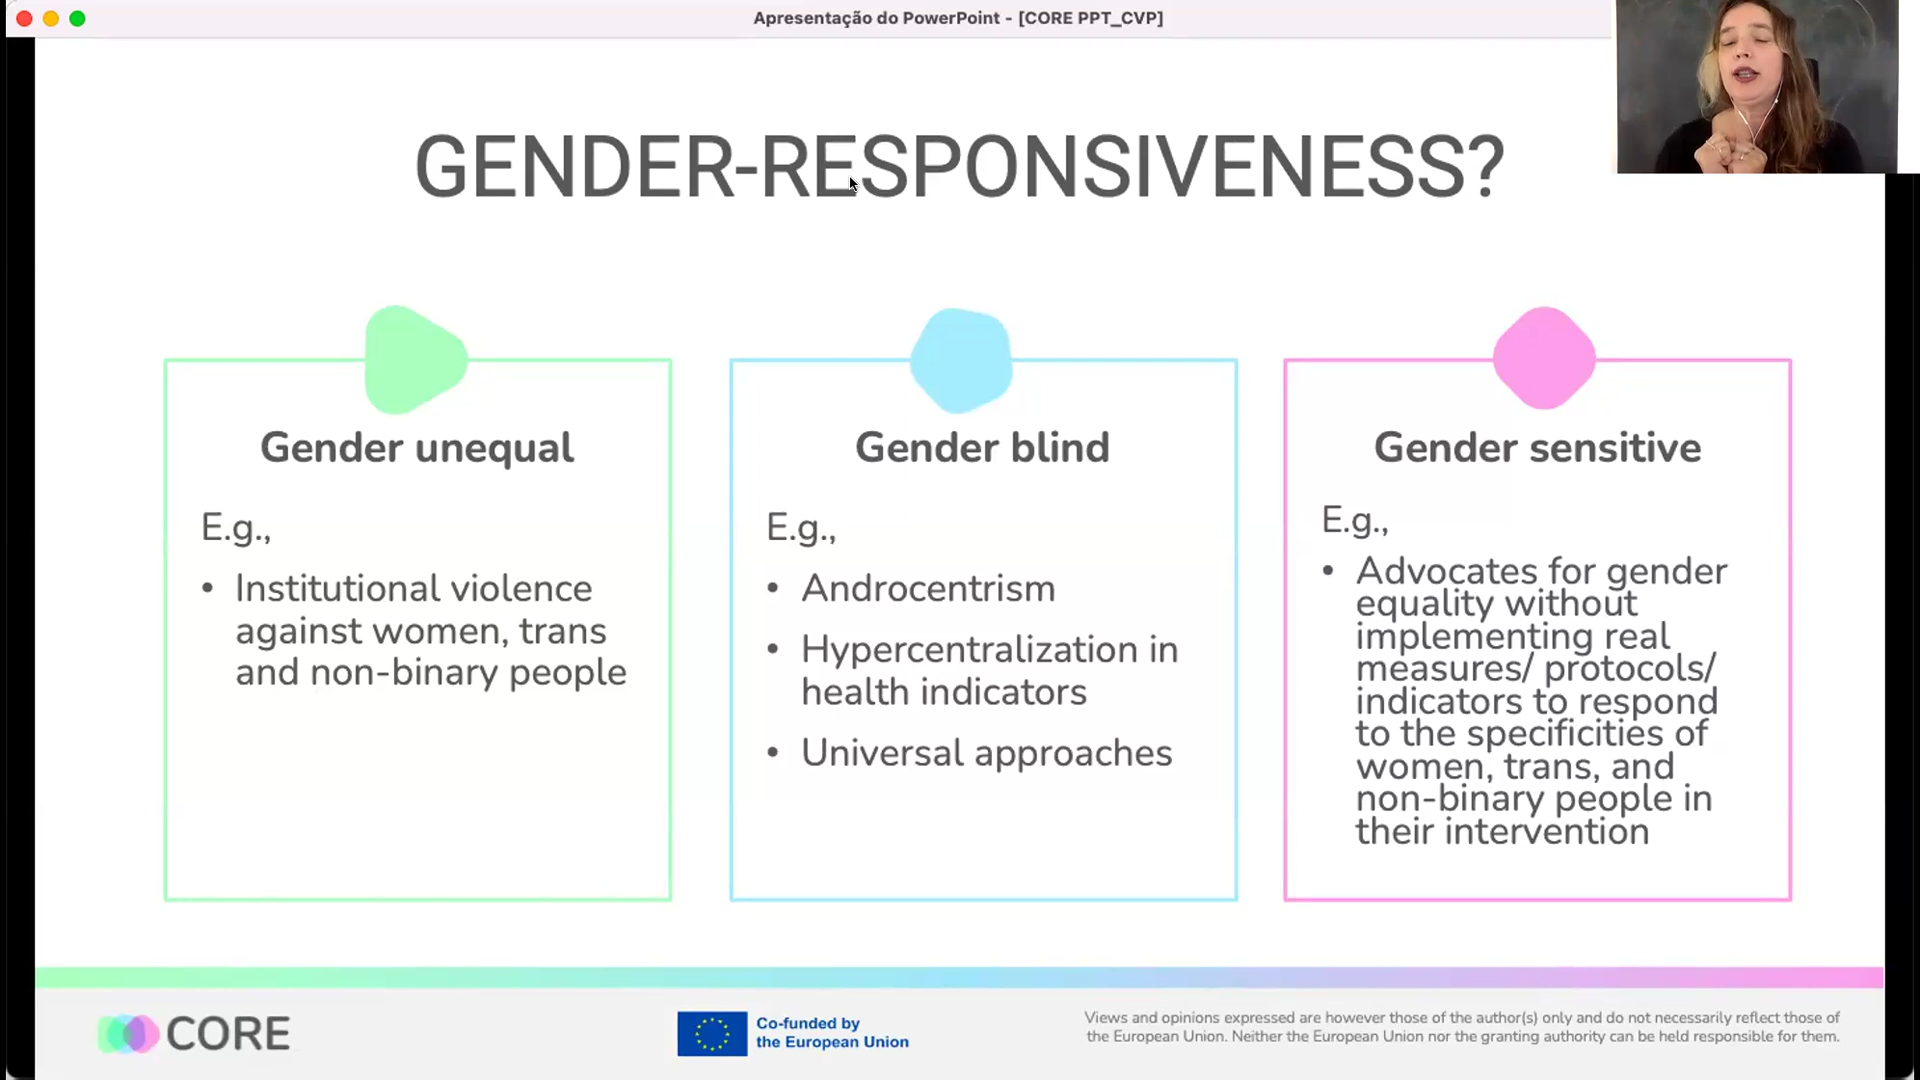 Apresentação do PowerPoint - [CORE PPT_CVP]
GENDER-RESPONSIVENESS?
Gender unequal
E.g.,
• Institutional violence
against women, trans
and non-binary people
Gender blind
E.g.,
• Androcentrism
• Hypercentralization in
health indicators
• Universal approaches
Gender sensitive
E.g.,
• Advocates for gender
equality without
implementing real
measures/ protocols/
indicators to respond
to the specificities of
women, trans, and
non-binary people in
their intervention
CORE
Co-funded by
the European Union
Views and opinions expressed are however those of the author(s) only and do not necessarily reflect those of
the European Union. Neither the European Union nor the granting authority can be held responsible for them.